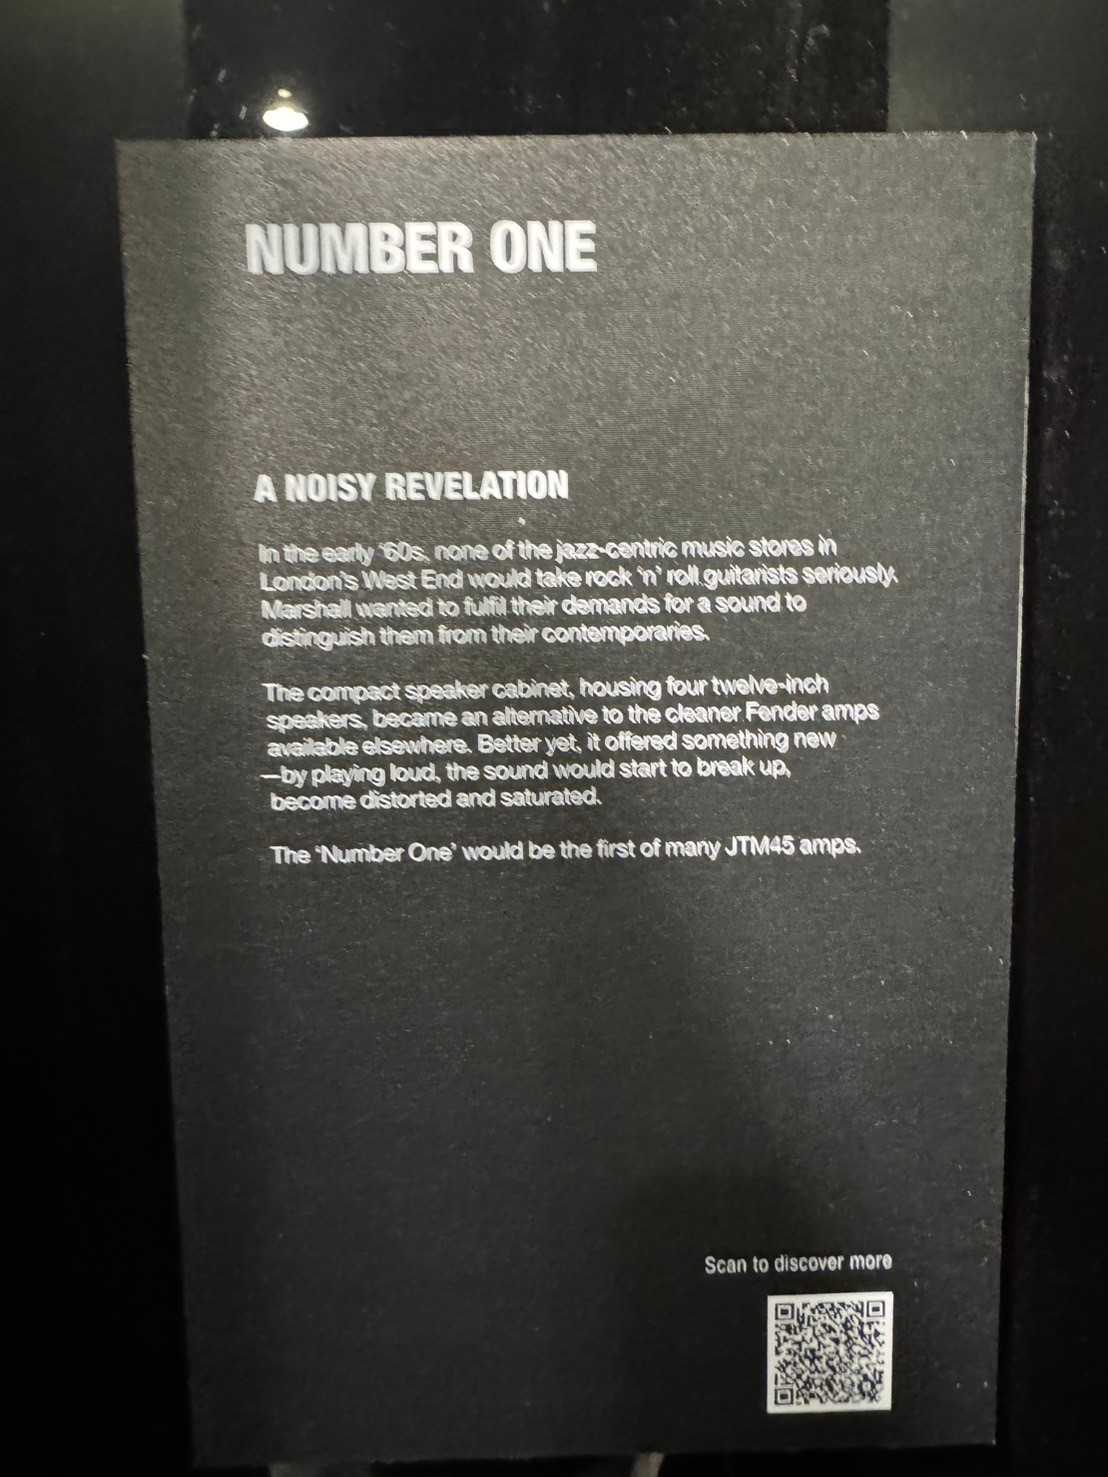 NUMBER ONE
A NOISY REVELATION
In the early ‘60s, none of the jazz-centric music stores in
London’s West End would take rock ‘n’ roll guitarists seriously.
Marshall wanted to fulfil their demands for a sound to
distinguish them from their contemporaries.
The compact speaker cabinet, housing four twelve-inch
speakers, became an alternative to the cleaner Fender amps
available elsewhere. Better yet, it offered something new
—by playing loud, the sound would start to break up,
become distorted and saturated.
The ‘Number One’ would be the first of many JTM45 amps.
Scan to discover more